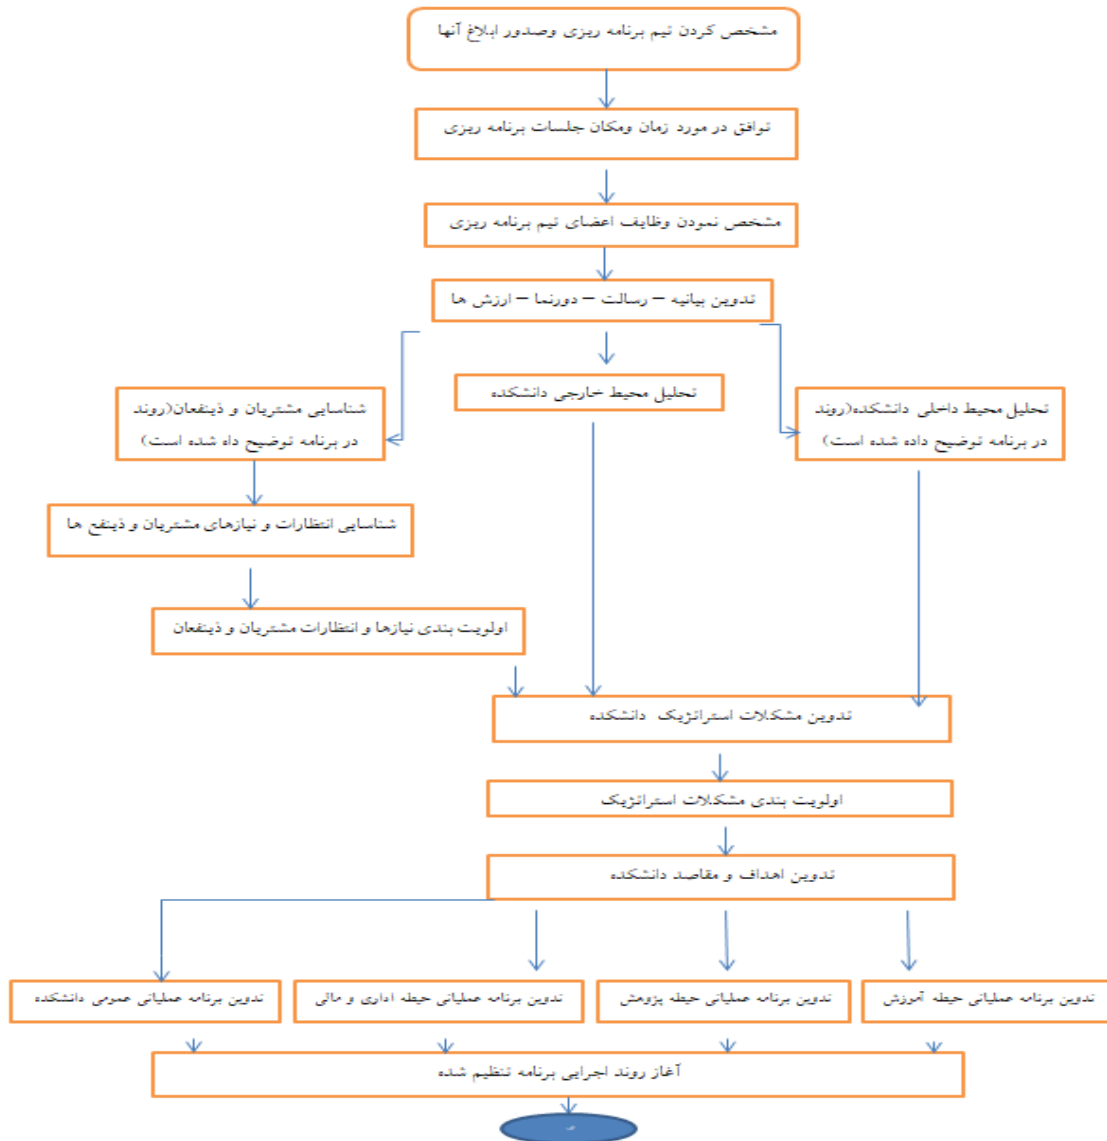 مشخص کردن تیم برنامه ریزی وصدور ابلاغ آنها
توافق در مورد زمان ومکان جلسات برنامه ریزی
مشخص نمودن وظایف اعضای تیم برنامه ریزی
تدوین بیانیه – رسالت – دورنما – ارزش ها
تحلیل محیط داخلی دانشکده(روند
در برنامه توضیح داده شده است)
تحلیل محیط خارجی دانشکده
شناسایی مشتریان و ذینفعان(روند
در برنامه توضیح داه شده است)
شناسایی انتظارات و نیازهای مشتریان و ذینفع ها
اولویت بندی نیازها و انتظارات مشتریان و ذینفعان
تدوین مشکلات استراتژیک دانشکده
اولویت بندی مشکلات استراتژیک
تدوین اهداف و مقاصد دانشکده
تدوین برنامه عملیاتی حیطه آموزش
تدوین برنامه عملیاتی حیطه پژوهش
تدوین برنامه عملیاتی حیطه اداری و مالی
تدوین برنامه عملیاتی عمومی دانشکده
آغاز روند اجرایی برنامه تنظیم شده